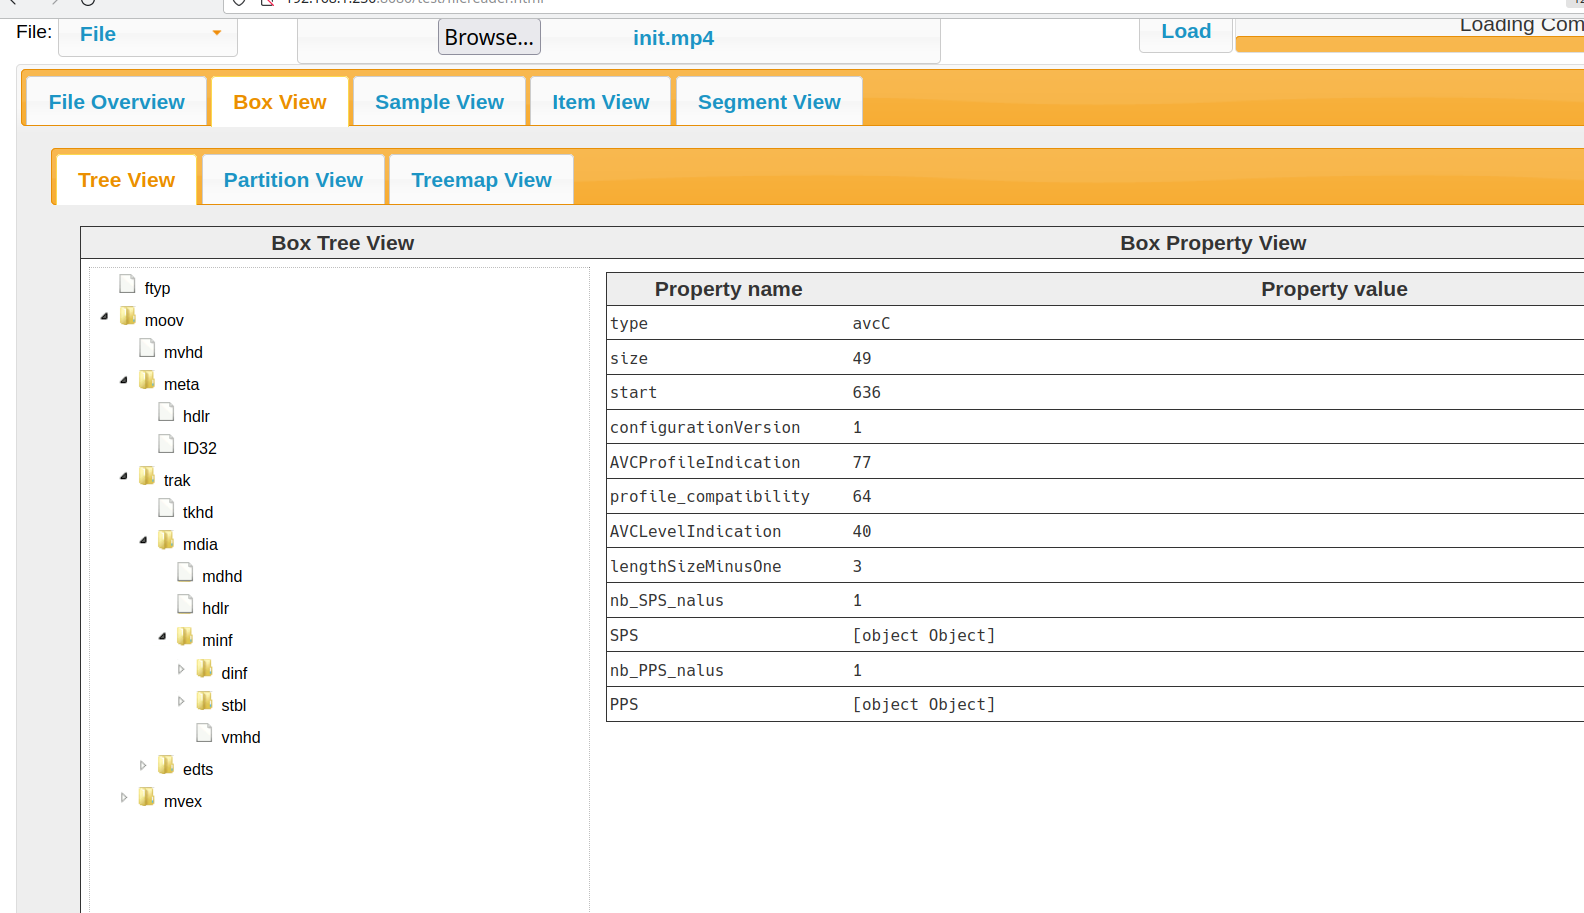 File: File Browse... init.mp4 Load Loading Com
File Overview Box View Sample View Item View Segment View
Tree View Partition View Treemap View
Box Tree View Box Property View
ftyp
moov
mvhd
meta
hdlr
ID32
trak
tkhd
mdia
mdhd
hdlr
minf
dinf
stbl
vmhd
edts
mvex
Property name Property value
type avcC
size 49
start 636
configurationVersion 1
AVCProfileIndication 77
profile_compatibility 64
AVCLevelIndication 40
lengthSizeMinusOne 3
nb_SPS_nalus 1
SPS [object Object]
nb_PPS_nalus 1
PPS [object Object]